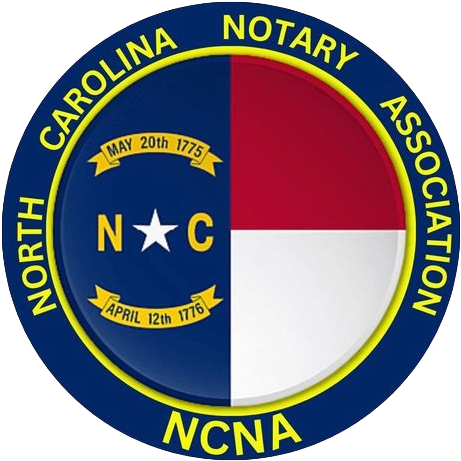 NORTH CAROLINA NOTARY ASSOCIATION
MAY 20th 1775
N C
APRIL 12th 1776
NCNA